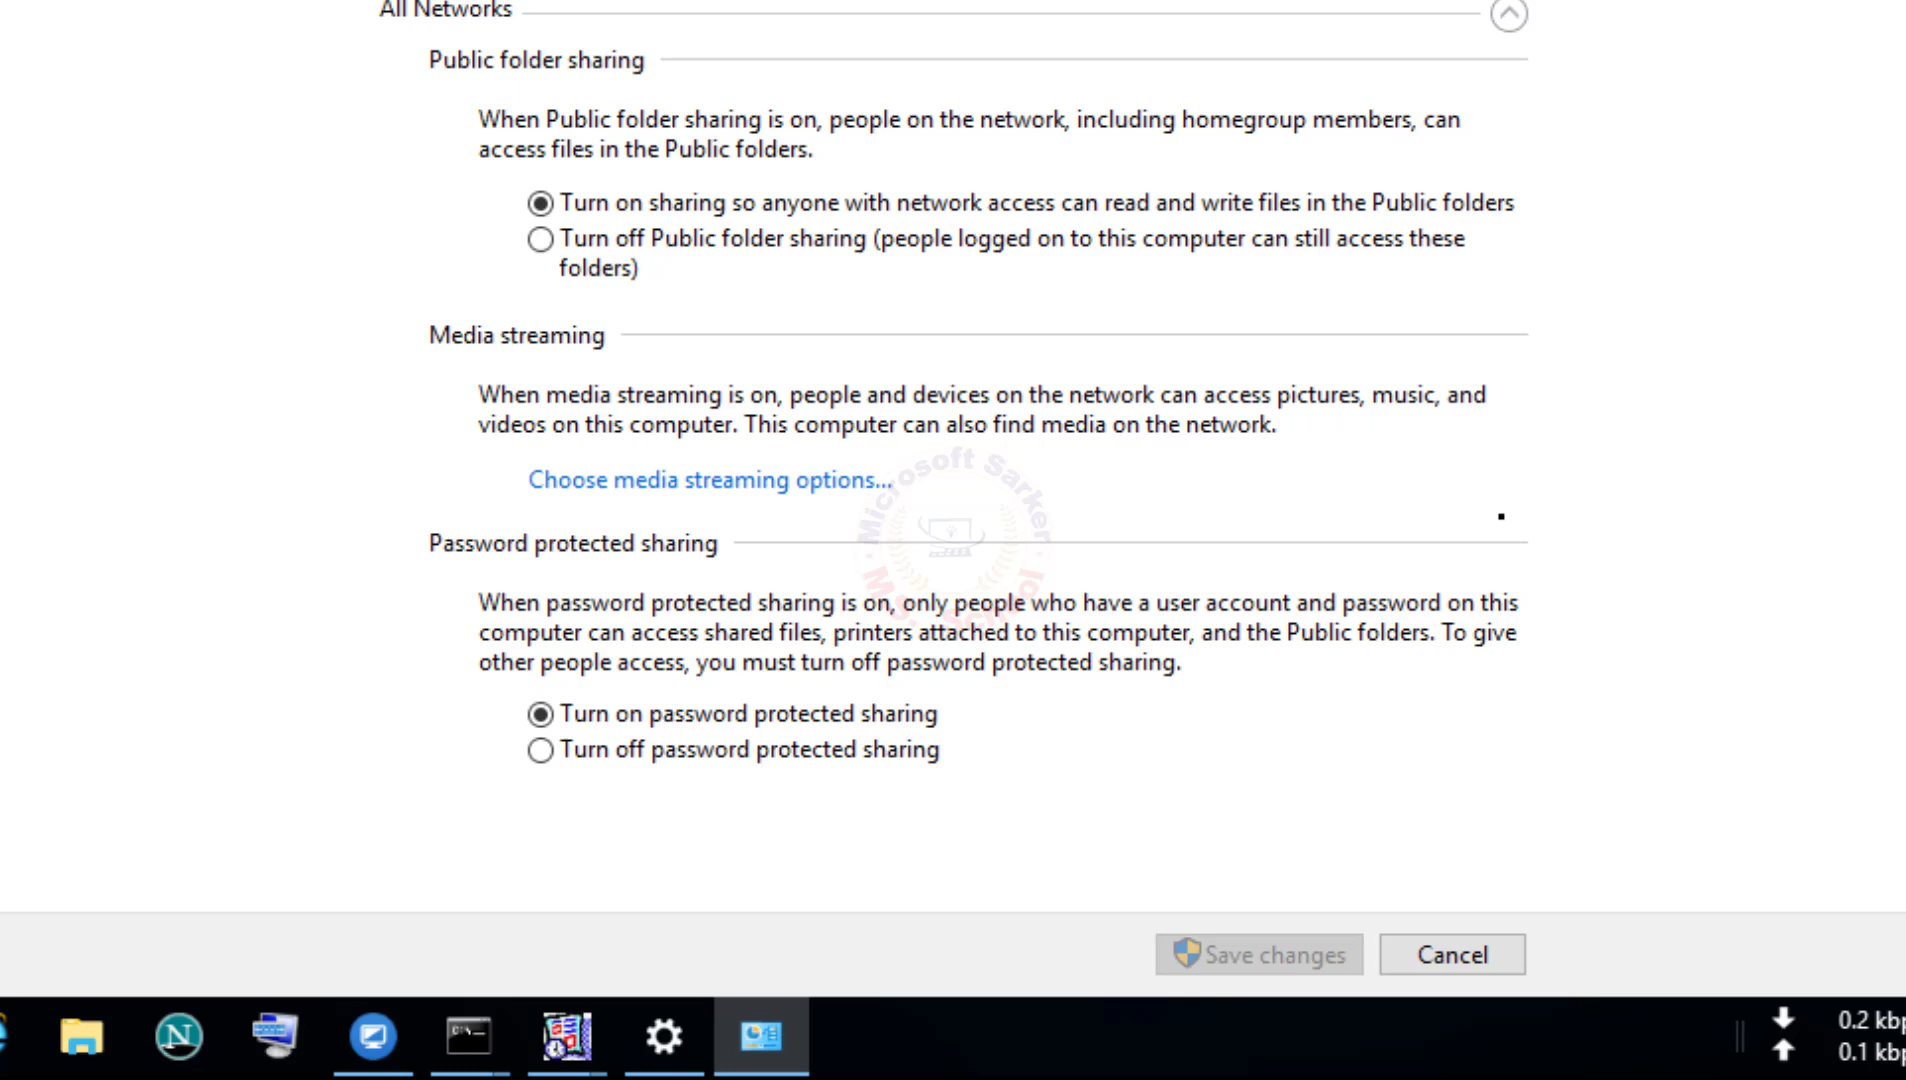 All Networks
Public folder sharing
When Public folder sharing is on, people on the network, including homegroup members, can
access files in the Public folders.
Turn on sharing so anyone with network access can read and write files in the Public folders
Turn off Public folder sharing (people logged on to this computer can still access these
folders)
Media streaming
When media streaming is on, people and devices on the network can access pictures, music, and
videos on this computer. This computer can also find media on the network.
Choose media streaming options...
Microsoft Sarker
Password protected sharing
When password protected sharing is on, only people who have a user account and password on this
computer can access shared files, printers attached to this computer, and the Public folders. To give
other people access, you must turn off password protected sharing.
Turn on password protected sharing
Turn off password protected sharing
Save changes
Cancel
N
0.2 kbp
0.1 kbp